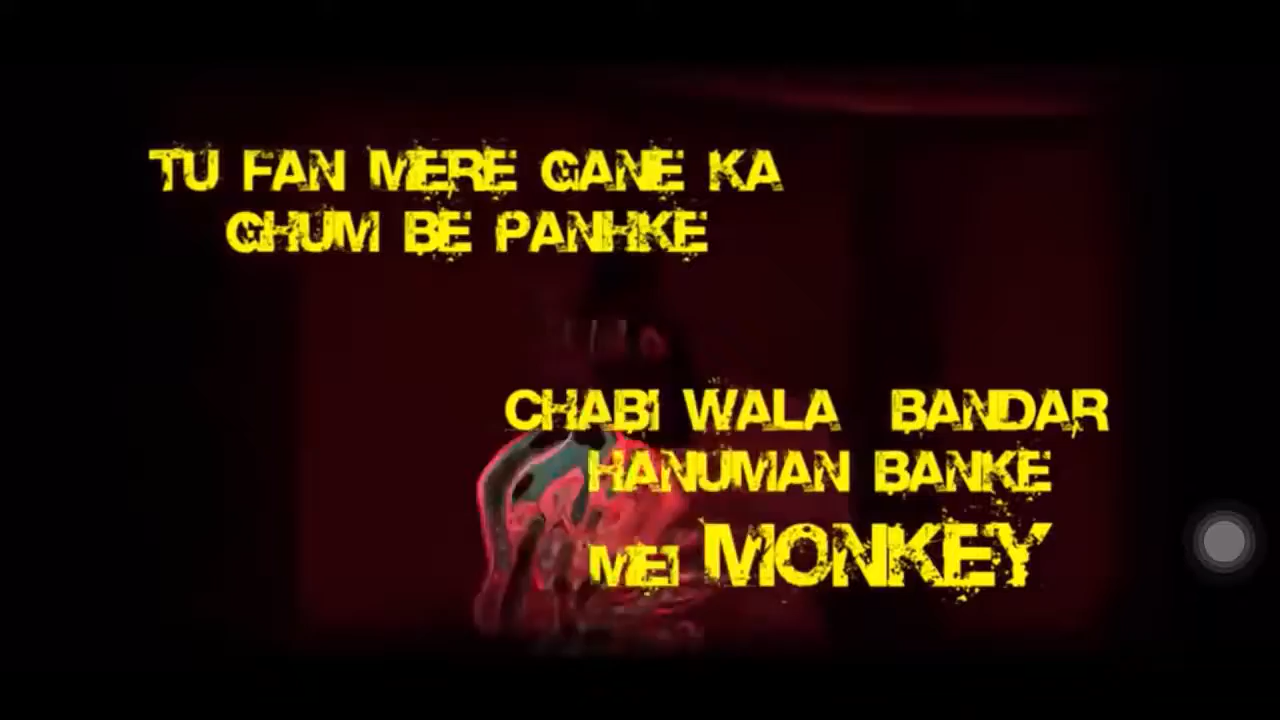 TU FAN MERE GANE KA
GHUM BE PANHKE
CHABI WALA BANDAR
HANUMAN BANKE
MEI MONKEY